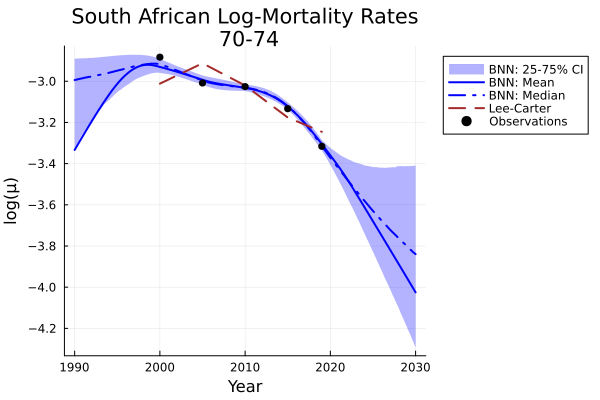 South African Log-Mortality Rates
70-74
−3.0
−3.2
−3.4
−3.6
−3.8
−4.0
−4.2
log(μ)
1990
2000
2010
2020
2030
Year
BNN: 25-75% CI
BNN: Mean
BNN: Median
Lee-Carter
Observations